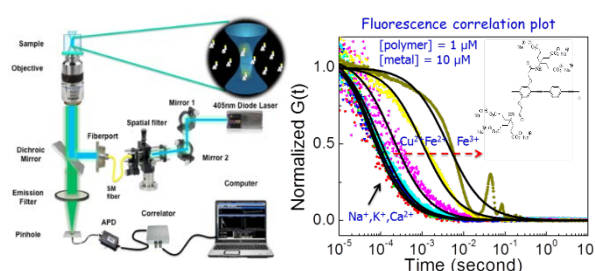 Sample
Objective
Dichroic
Mirror
Emission
Filter
Pinhole
APD
Correlator
Computer
Fiberport
SM
fiber
Spatial filter
Mirror 1
Mirror 2
405nm Diode Laser
Fluorescence correlation plot
[polymer] = 1 µM
[metal] = 10 µM
Normalized G(t)
1.0
0.5
0.0
Cu²⁺Fe²⁺ Fe³⁺
Na⁺,K⁺,Ca²⁺
10⁻⁵ 10⁻⁴ 10⁻³ 10⁻² 10⁻¹ 10⁰
Time (second)